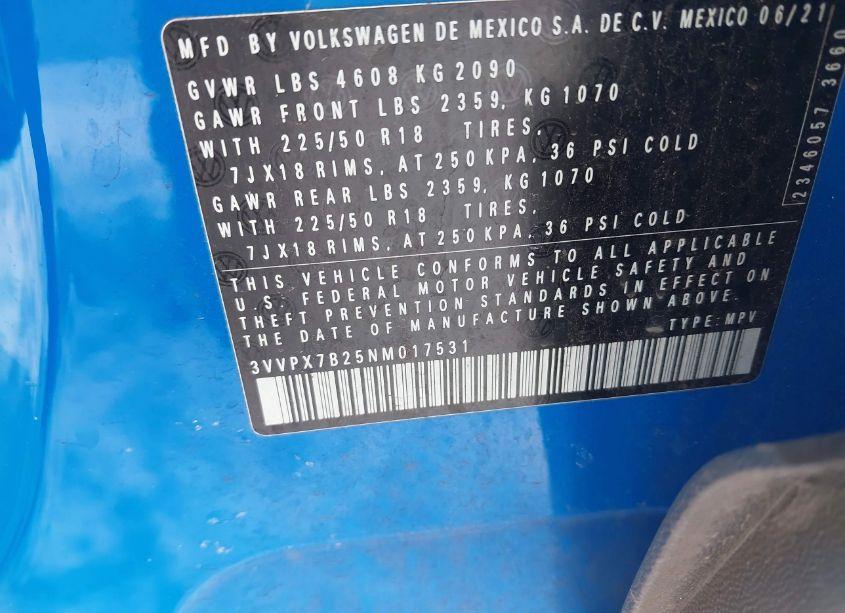 MFD BY VOLKSWAGEN DE MEXICO S.A. DE C.V. MEXICO 06/21
GVWR LBS 4608 KG 2090
GAWR FRONT LBS 2359, KG 1070
WITH 225/50 R18 TIRES,
7JX18 RIMS, AT 250 KPA, 36 PSI COLD
GAWR REAR LBS 2359, KG 1070
WITH 225/50 R18 TIRES,
7JX18 RIMS, AT 250 KPA, 36 PSI COLD
THIS VEHICLE CONFORMS TO ALL APPLICABLE
U.S. FEDERAL MOTOR VEHICLE SAFETY AND
THEFT PREVENTION STANDARDS IN EFFECT ON
THE DATE OF MANUFACTURE SHOWN ABOVE.
TYPE: MPV
3VVPX7B25NM017531
2346057 3660